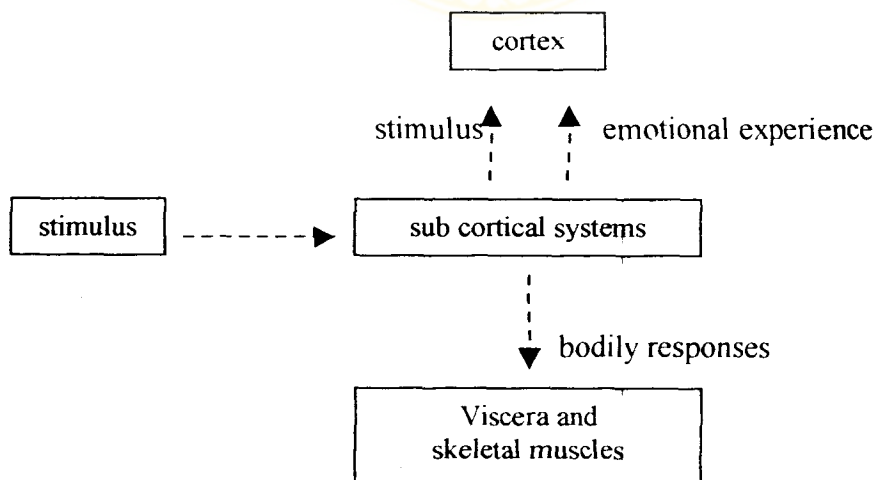 cortex
stimulus
emotional experience
stimulus
sub cortical systems
bodily responses
Viscera and
skeletal muscles